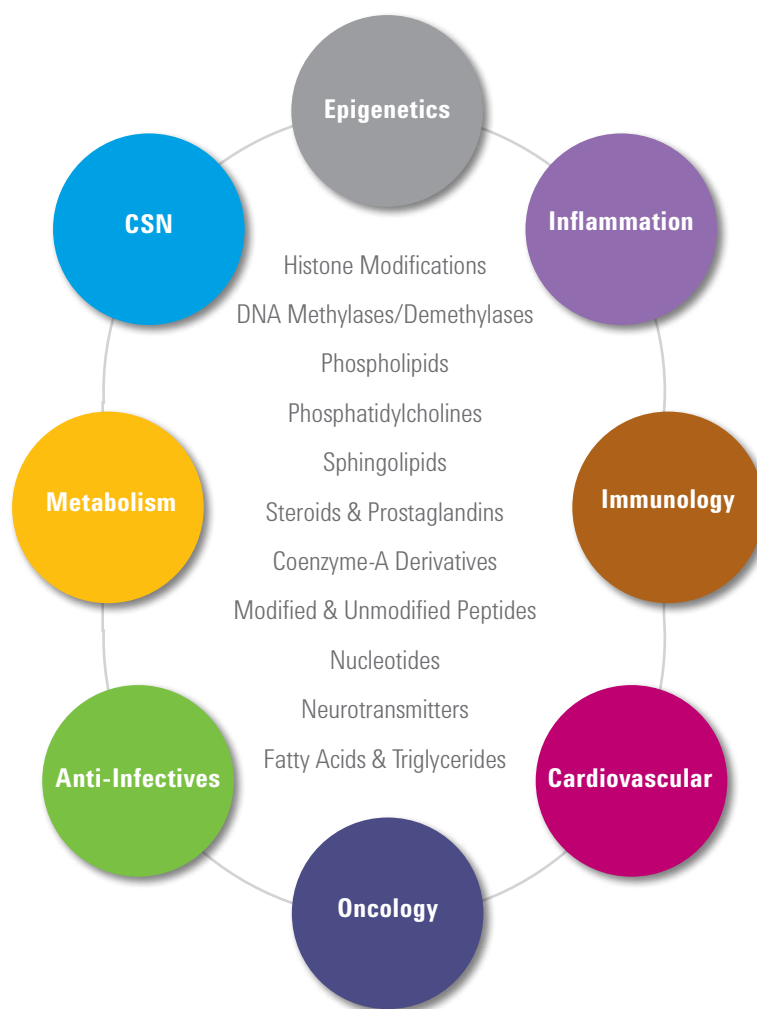 Epigenetics
CSN
Inflammation
Histone Modifications
DNA Methylases/Demethylases
Phospholipids
Phosphatidylcholines
Sphingolipids
Metabolism
Immunology
Steroids & Prostaglandins
Coenzyme-A Derivatives
Modified & Unmodified Peptides
Nucleotides
Neurotransmitters
Fatty Acids & Triglycerides
Anti-Infectives
Cardiovascular
Oncology